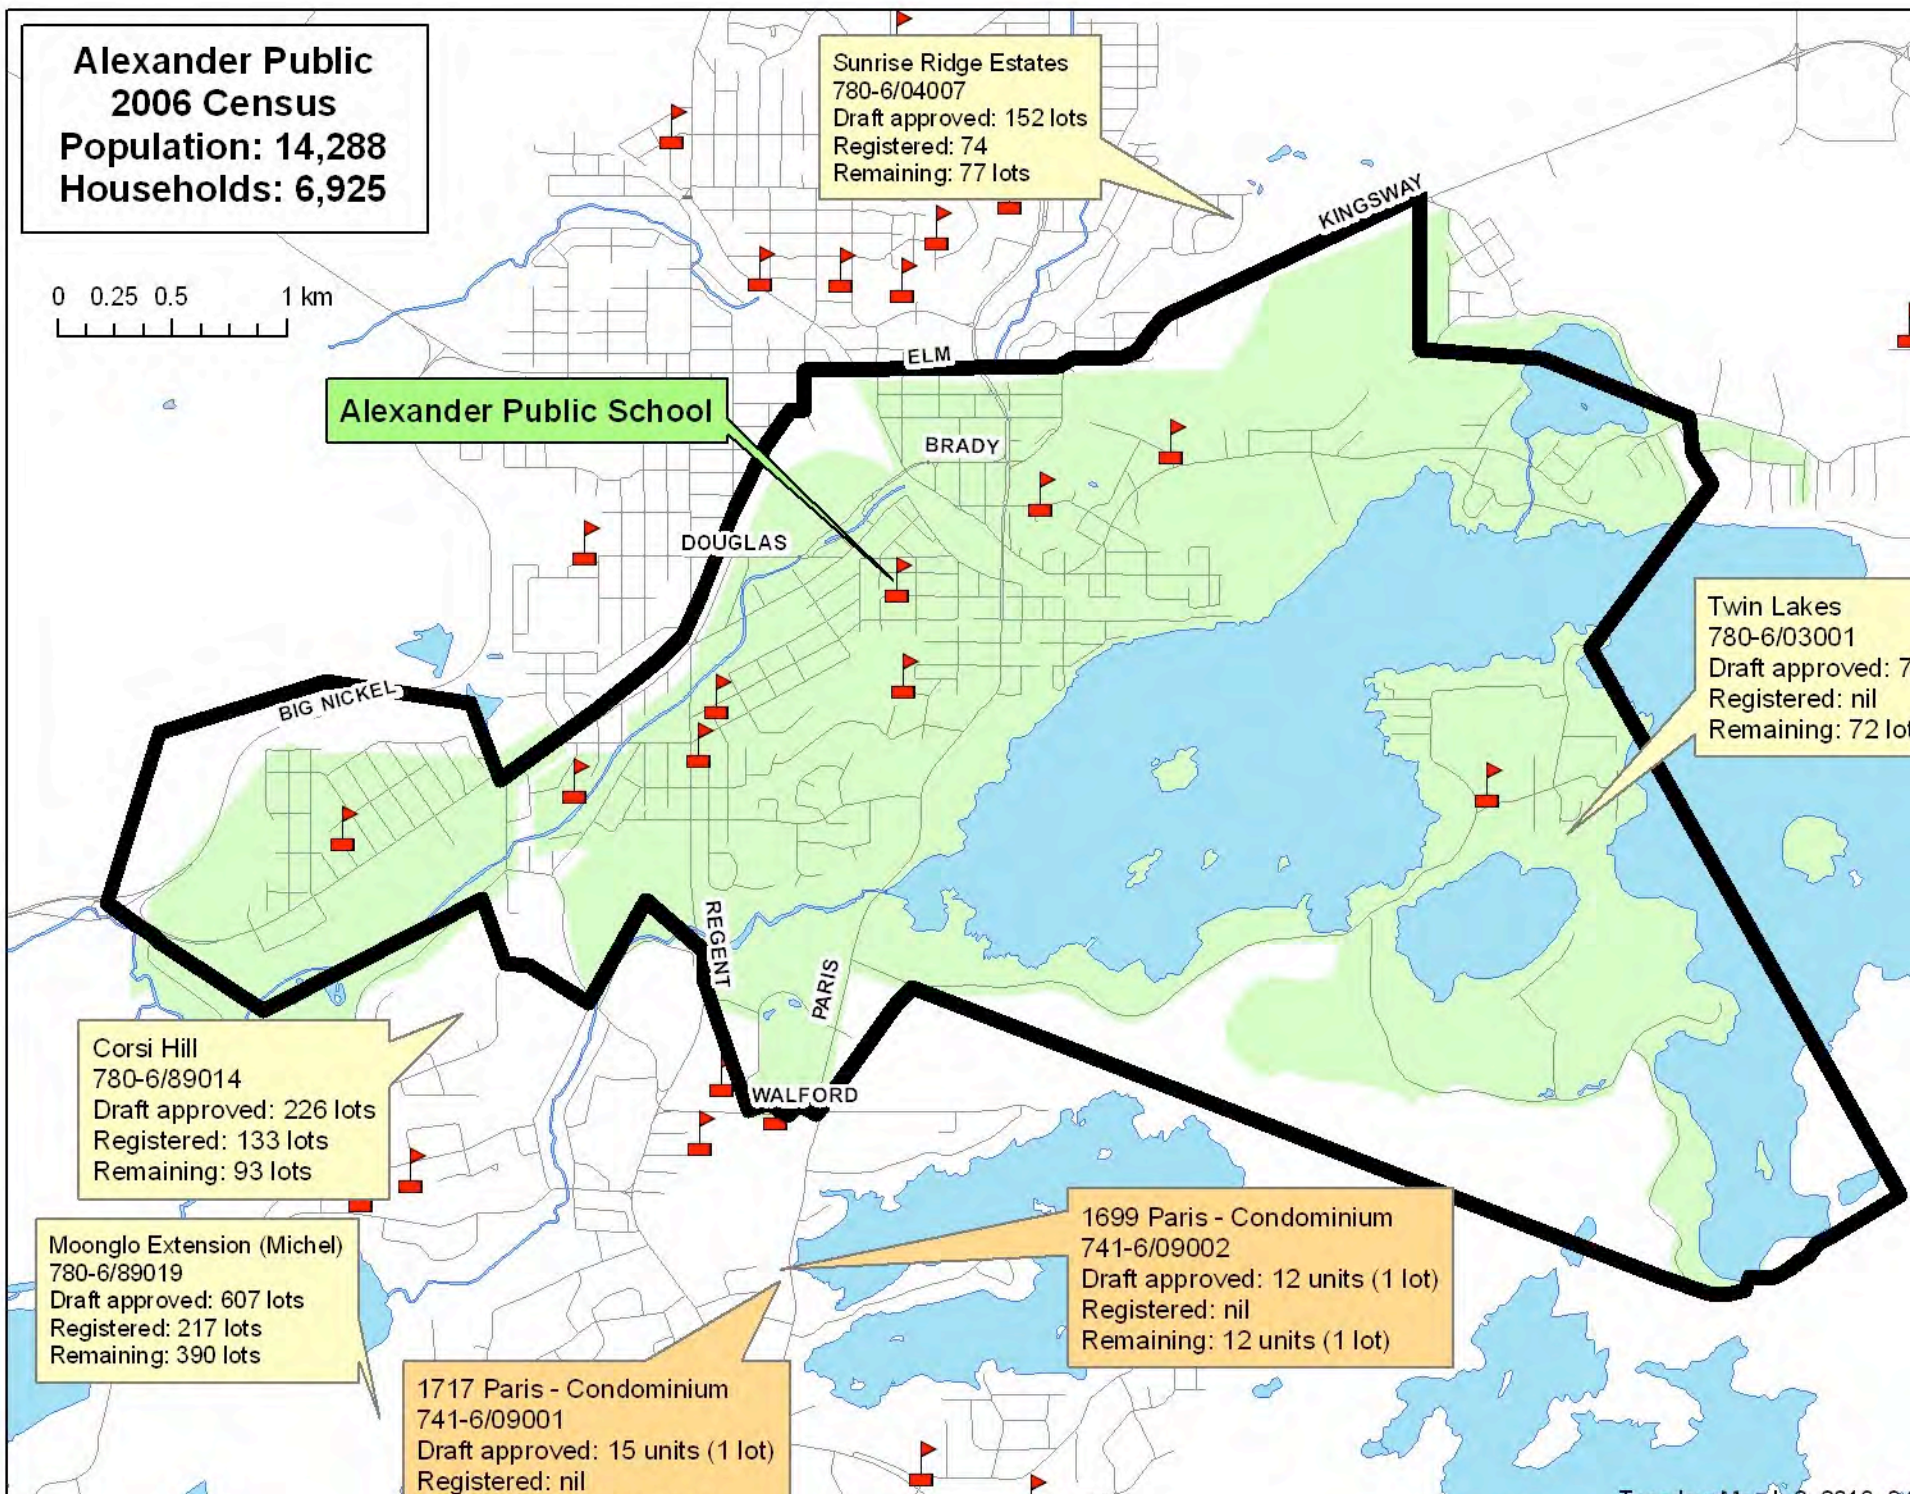 Alexander Public
2006 Census
Population: 14,288
Households: 6,925
0 0.25 0.5 1 km
Sunrise Ridge Estates
780-6/04007
Draft approved: 152 lots
Registered: 74
Remaining: 77 lots
KINGSWAY
ELM
Alexander Public School
BRADY
DOUGLAS
BIG NICKEL
Twin Lakes
780-6/03001
Draft approved: 7
Registered: nil
Remaining: 72 lo
REGENT
PARIS
WALFORD
Corsi Hill
780-6/89014
Draft approved: 226 lots
Registered: 133 lots
Remaining: 93 lots
Moonglo Extension (Michel)
780-6/89019
Draft approved: 607 lots
Registered: 217 lots
Remaining: 390 lots
1699 Paris - Condominium
741-6/09002
Draft approved: 12 units (1 lot)
Registered: nil
Remaining: 12 units (1 lot)
1717 Paris - Condominium
741-6/09001
Draft approved: 15 units (1 lot)
Registered: nil